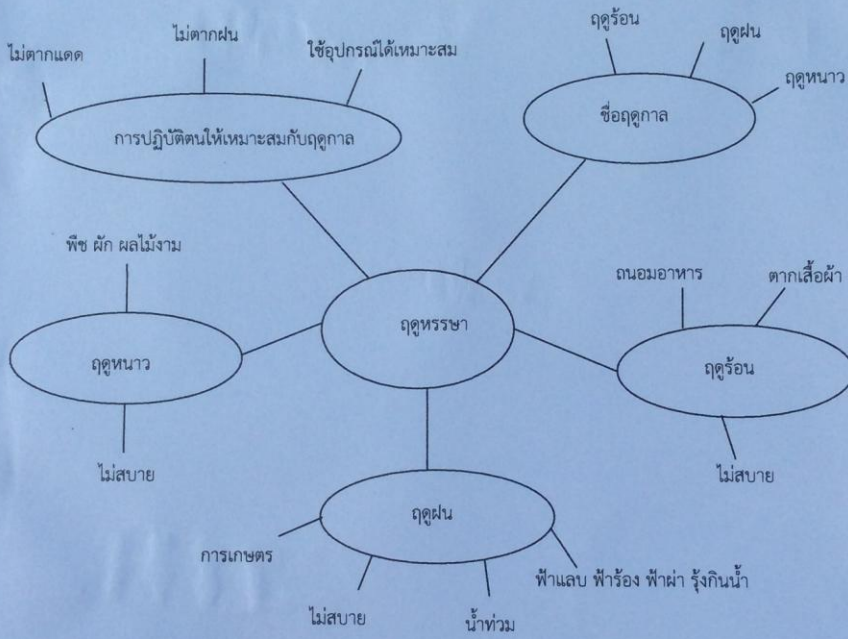 ฤดูร้อน
ฤดูฝน
ฤดูหนาว
ชื่อฤดูกาล
ไม่ตากแดด
ไม่ตากฝน
ใช้อุปกรณ์ได้เหมาะสม
การปฏิบัติตนให้เหมาะสมกับฤดูกาล
พืช ผัก ผลไม้งาม
ฤดูหนาว
ไม่สบาย
ฤดูหรรษา
ถนอมอาหาร
ตากเสื้อผ้า
ฤดูร้อน
ไม่สบาย
ฤดูฝน
การเกษตร
ไม่สบาย
น้ำท่วม
ฟ้าแลบ ฟ้าร้อง ฟ้าผ่า รุ้งกินน้ำ